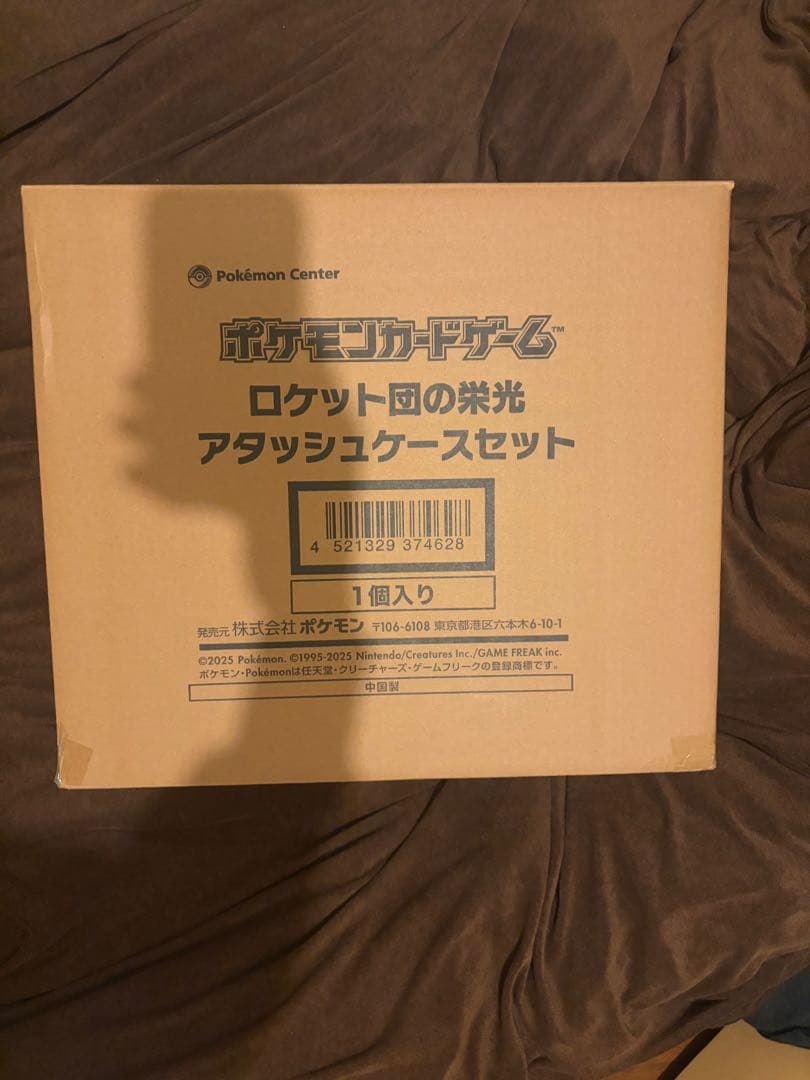 Pokémon Center
ポケモンカードゲーム™
ロケット団の栄光
アタッシュケースセット
4 521329 374628
1個入り
発売元 株式会社ポケモン 〒106-6108 東京都港区六本木6-10-1
©2025 Pokémon. ©1995-2025 Nintendo/Creatures Inc./GAME FREAK inc.
ポケモン・Pokémonは任天堂・クリーチャーズ・ゲームフリークの登録商標です。
中国製